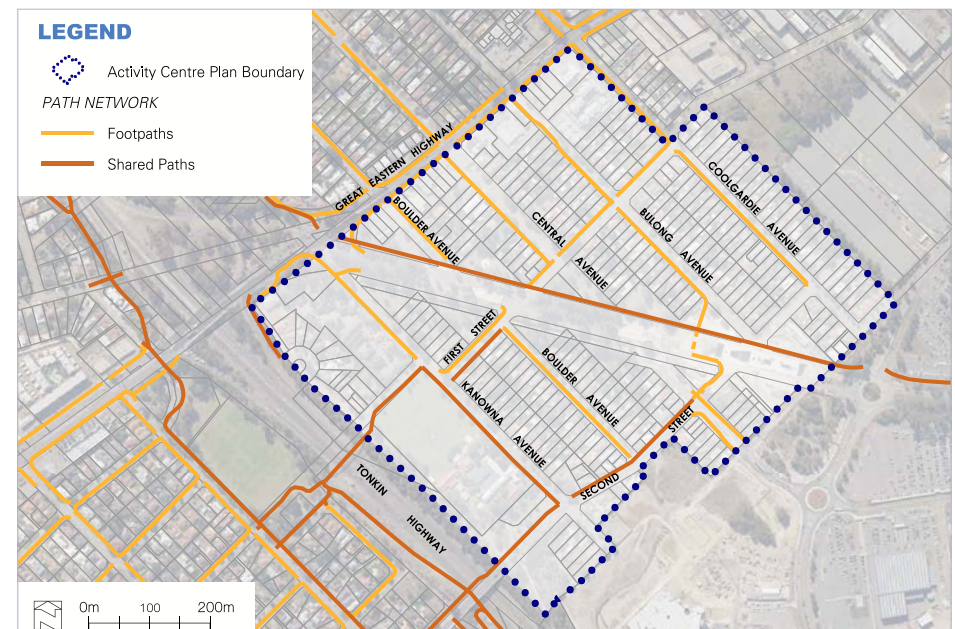 LEGEND
Activity Centre Plan Boundary
PATH NETWORK
Footpaths
Shared Paths
GREAT EASTERN HIGHWAY
BOULDER AVENUE
CENTRAL AVENUE
BULONG AVENUE
COOLGARDIE AVENUE
FIRST STREET
BOULDER AVENUE
KANOWNA AVENUE
SECOND STREET
TONKIN HIGHWAY
0m 100 200m